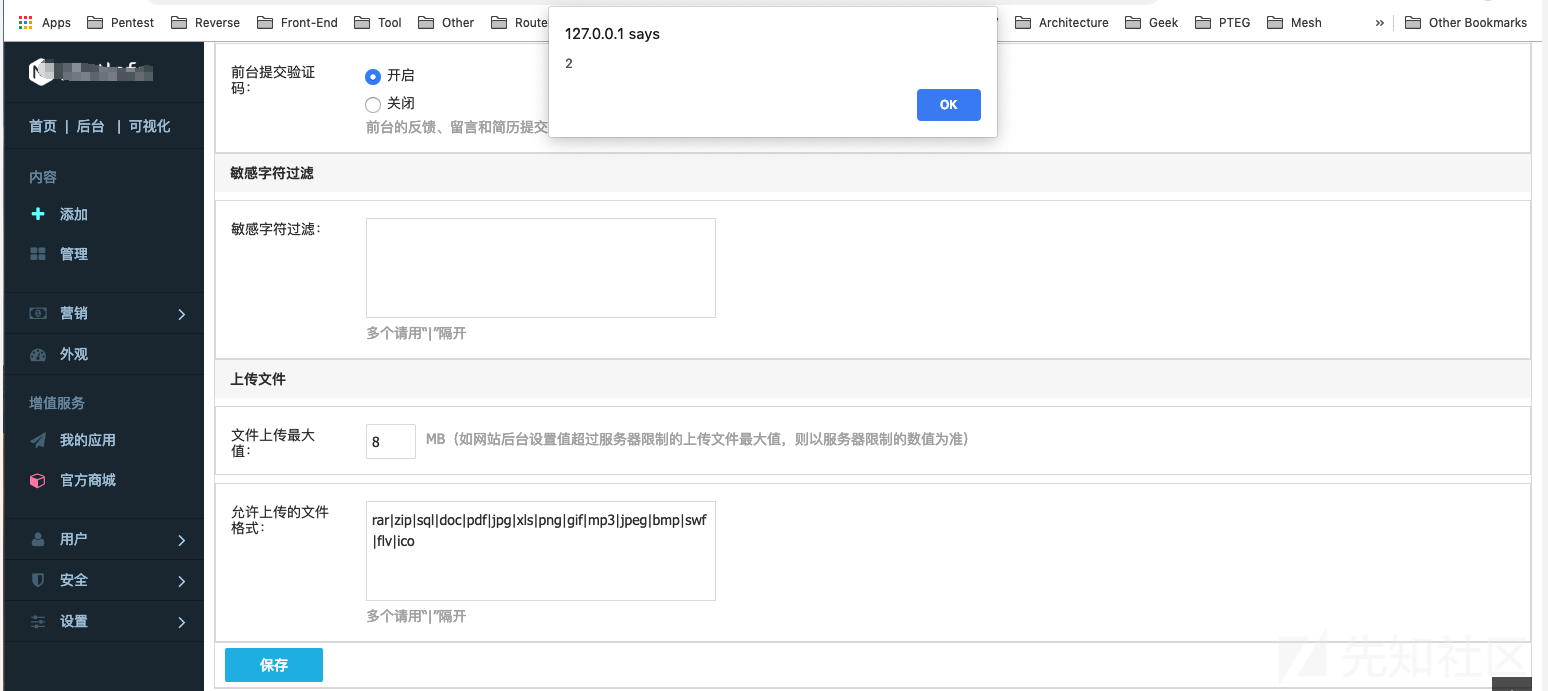 Apps Pentest Reverse Front-End Tool Other Route Architecture Geek PTEG Mesh » Other Bookmarks
127.0.0.1 says
2
OK
首页 | 后台 | 可视化
内容
添加
管理
营销
外观
增值服务
我的应用
官方商城
用户
安全
设置
前台提交验证
码：
开启
关闭
前台的反馈、留言和简历提交
敏感字符过滤
敏感字符过滤：
多个请用“|”隔开
上传文件
文件上传最大
值：
8
MB（如网站后台设置值超过服务器限制的上传文件最大值，则以服务器限制的数值为准）
允许上传的文件
格式：
rar|zip|sql|doc|pdf|jpg|xls|png|gif|mp3|jpeg|bmp|swf
|flv|ico
多个请用“|”隔开
保存
先知社区